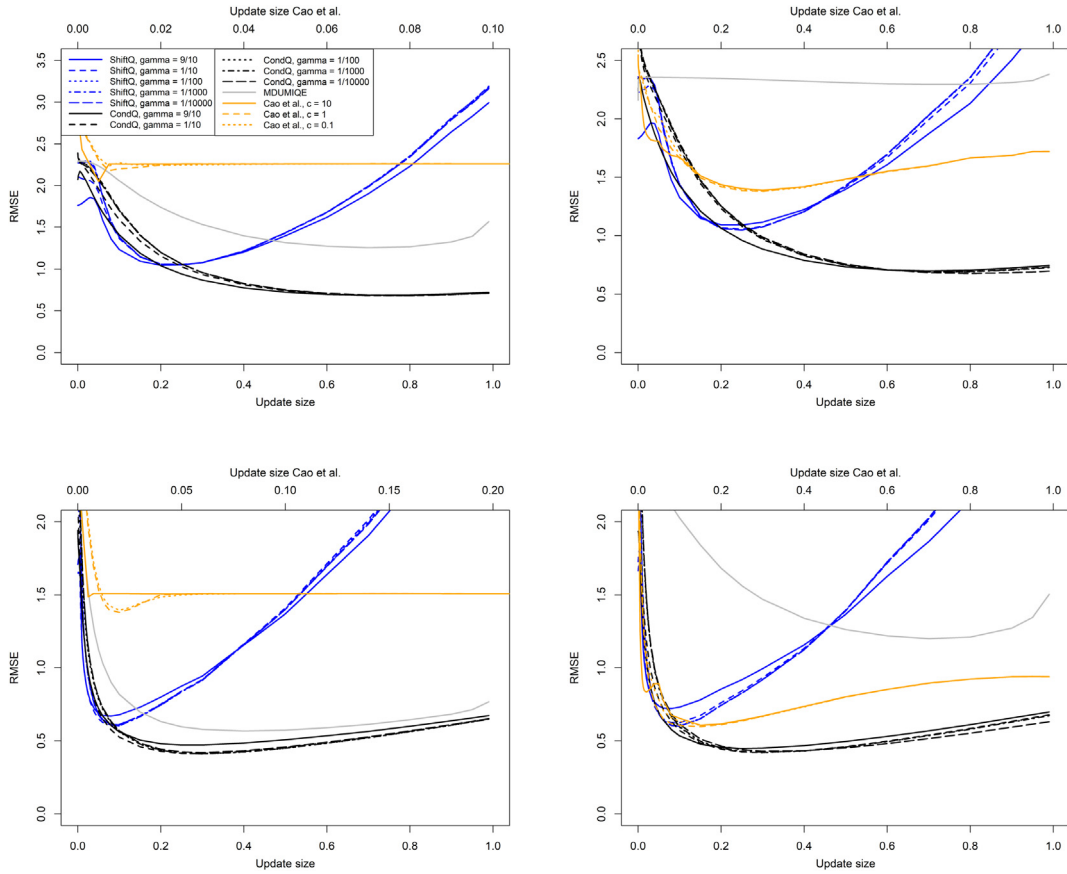 Update size Cao et al.
0.00 0.02 0.04 0.06 0.08 0.10
ShiftQ, gamma = 9/10
ShiftQ, gamma = 1/10
ShiftQ, gamma = 1/100
ShiftQ, gamma = 1/1000
ShiftQ, gamma = 1/10000
CondQ, gamma = 9/10
CondQ, gamma = 1/10
CondQ, gamma = 1/100
CondQ, gamma = 1/1000
CondQ, gamma = 1/10000
MDUMIQE
Cao et al., c = 10
Cao et al., c = 1
Cao et al., c = 0.1
RMSE
3.5
3.0
2.5
2.0
1.5
1.0
0.5
0.0
0.0 0.2 0.4 0.6 0.8 1.0
Update size
Update size Cao et al.
0.0 0.2 0.4 0.6 0.8 1.0
RMSE
2.5
2.0
1.5
1.0
0.5
0.0
0.0 0.2 0.4 0.6 0.8 1.0
Update size
Update size Cao et al.
0.00 0.05 0.10 0.15 0.20
RMSE
2.0
1.5
1.0
0.5
0.0
0.0 0.2 0.4 0.6 0.8 1.0
Update size
Update size Cao et al.
0.0 0.2 0.4 0.6 0.8 1.0
RMSE
2.0
1.5
1.0
0.5
0.0
0.0 0.2 0.4 0.6 0.8 1.0
Update size